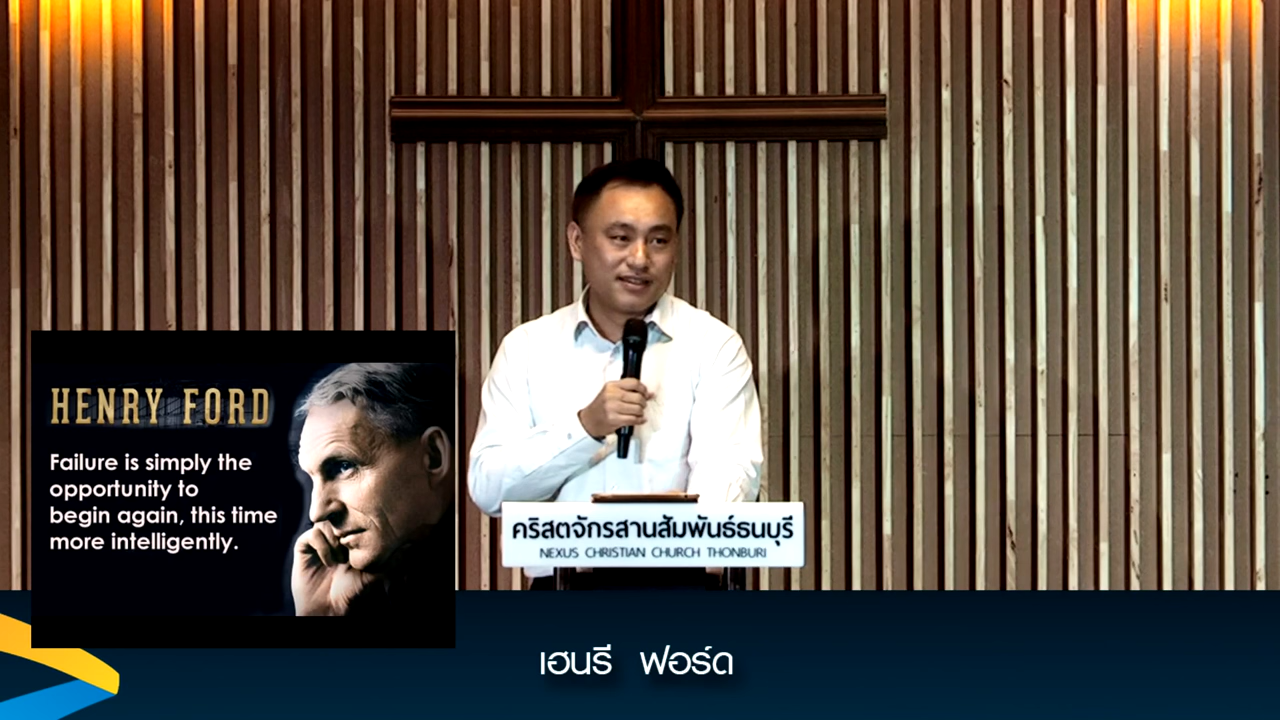 HENRY FORD
Failure is simply the
opportunity to
begin again, this time
more intelligently.
คริสตจักรสานสัมพันธ์ธนบุรี
NEXUS CHRISTIAN CHURCH THONBURI
เฮนรี ฟอร์ด